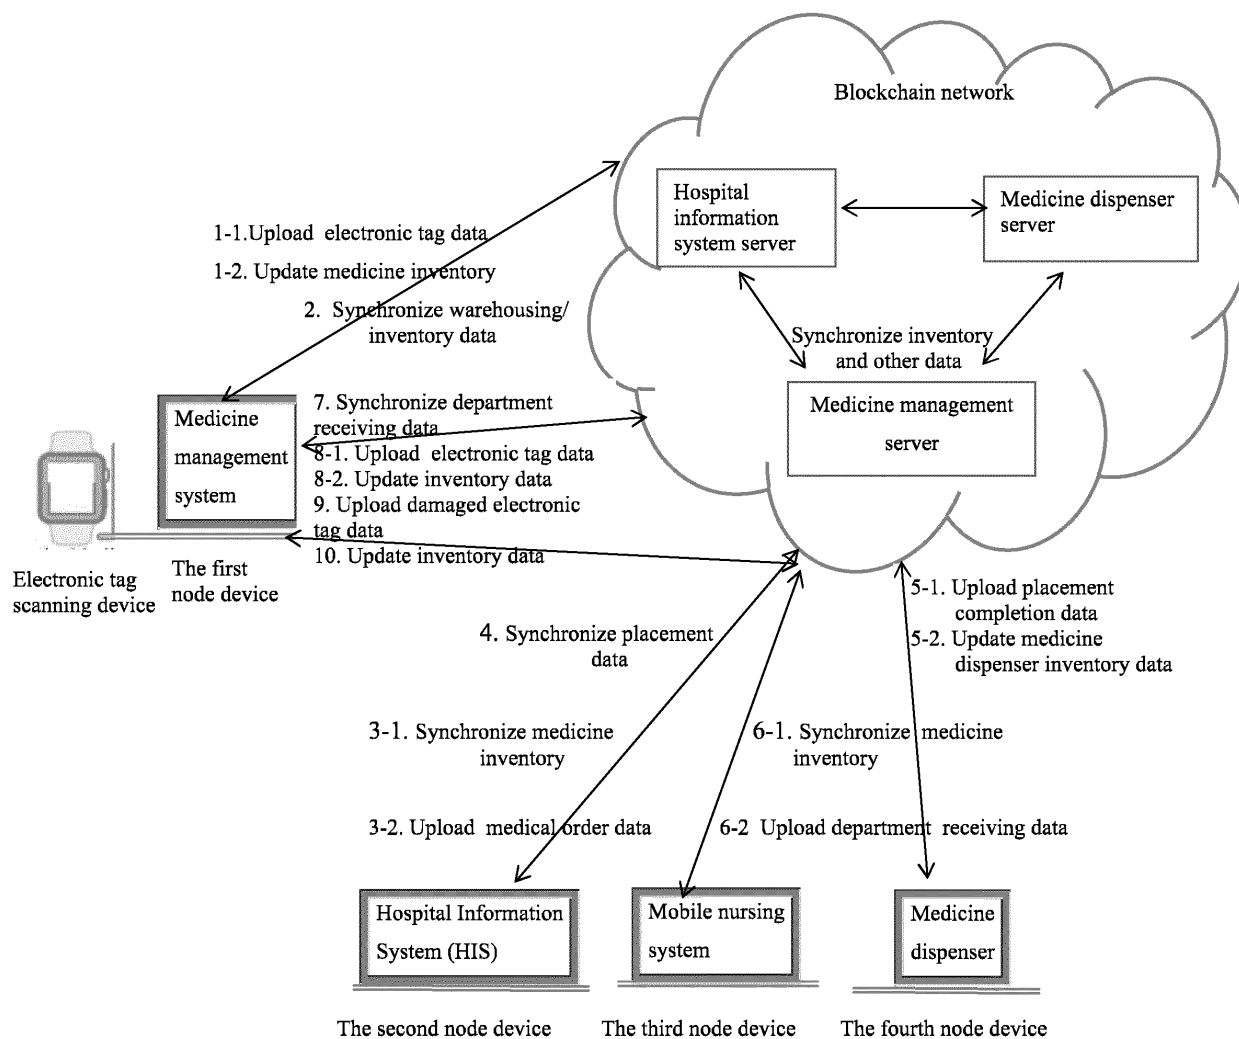 Blockchain network
Hospital
information
system server
Medicine dispenser
server
Synchronize inventory
and other data
Medicine management
server
1-1.Upload electronic tag data
1-2. Update medicine inventory
2. Synchronize warehousing/
inventory data
Medicine
management
system
7. Synchronize department
receiving data
8-1. Upload electronic tag data
8-2. Update inventory data
9. Upload damaged electronic
tag data
10. Update inventory data
Electronic tag
scanning device
The first
node device
4. Synchronize placement
data
5-1. Upload placement
completion data
5-2. Update medicine
dispenser inventory data
3-1. Synchronize medicine
inventory
6-1. Synchronize medicine
inventory
3-2. Upload medical order data
6-2 Upload department receiving data
Hospital Information
System (HIS)
Mobile nursing
system
Medicine
dispenser
The second node device
The third node device
The fourth node device